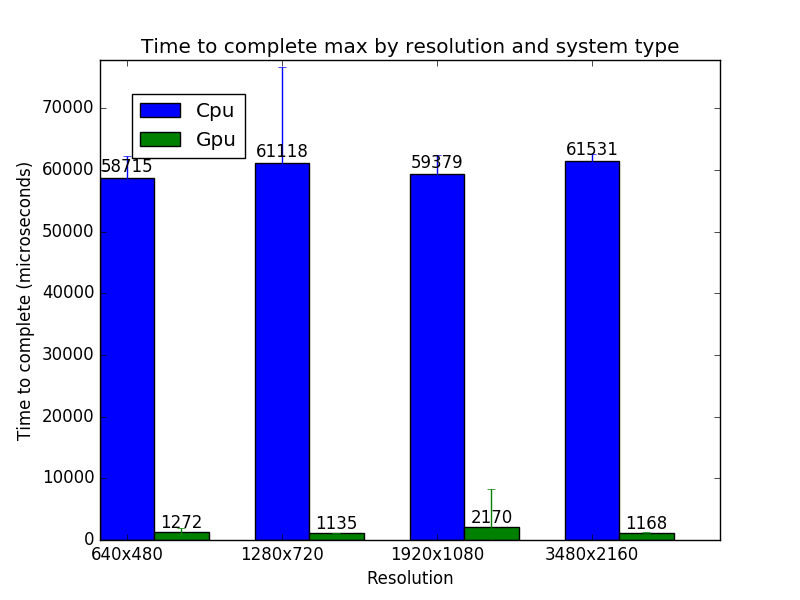 Time to complete max by resolution and system type
Time to complete (microseconds)
70000
60000
50000
40000
30000
20000
10000
0
Cpu
Gpu
58715
61118
59379
61531
1272
1135
2170
1168
640x480
1280x720
1920x1080
3480x2160
Resolution